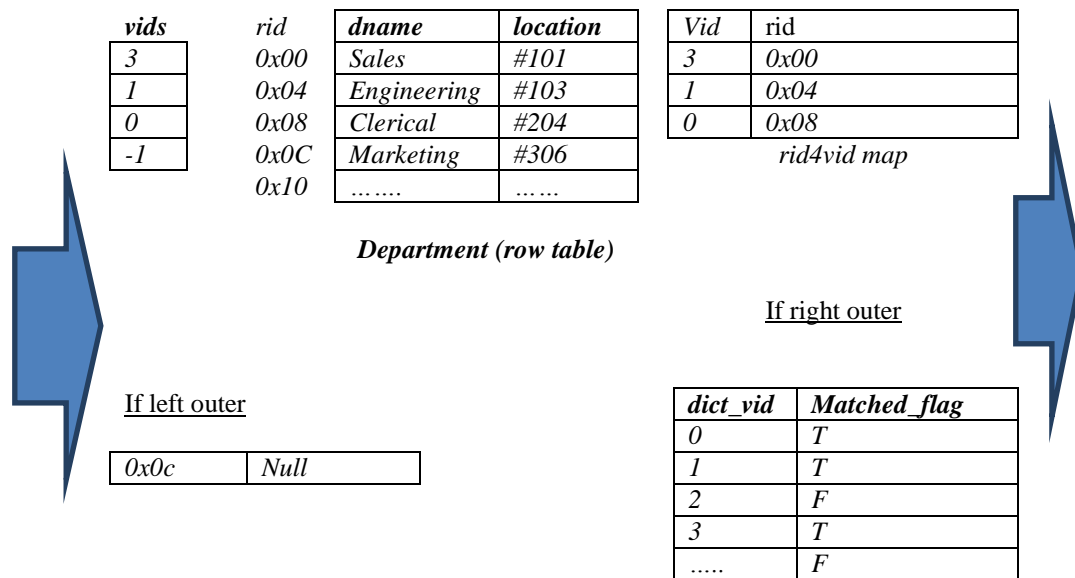 vids rid dname location Vid rid
3 0x00 Sales #101 3 0x00
1 0x04 Engineering #103 1 0x04
0 0x08 Clerical #204 0 0x08
-1 0x0C Marketing #306 rid4vid map
0x10 ……. ……
Department (row table)
If right outer
If left outer
dict_vid Matched_flag
0 T
0x0c Null
1 T
2 F
3 T
….. F